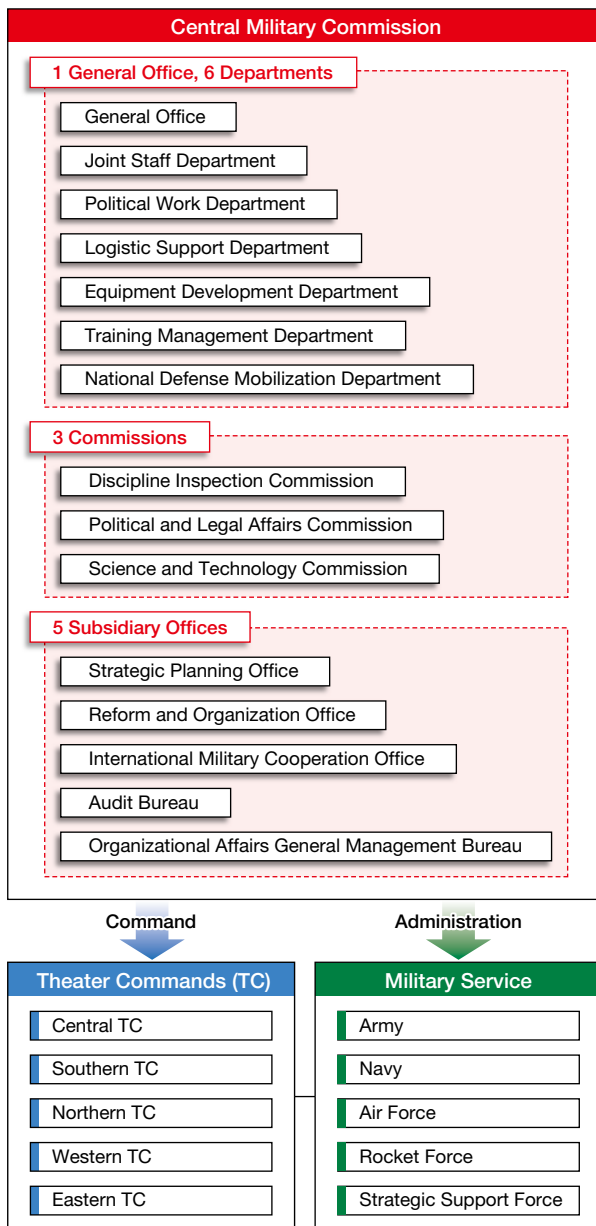 Central Military Commission
1 General Office, 6 Departments
General Office
Joint Staff Department
Political Work Department
Logistic Support Department
Equipment Development Department
Training Management Department
National Defense Mobilization Department
3 Commissions
Discipline Inspection Commission
Political and Legal Affairs Commission
Science and Technology Commission
5 Subsidiary Offices
Strategic Planning Office
Reform and Organization Office
International Military Cooperation Office
Audit Bureau
Organizational Affairs General Management Bureau
Command
Administration
Theater Commands (TC)
Central TC
Southern TC
Northern TC
Western TC
Eastern TC
Military Service
Army
Navy
Air Force
Rocket Force
Strategic Support Force